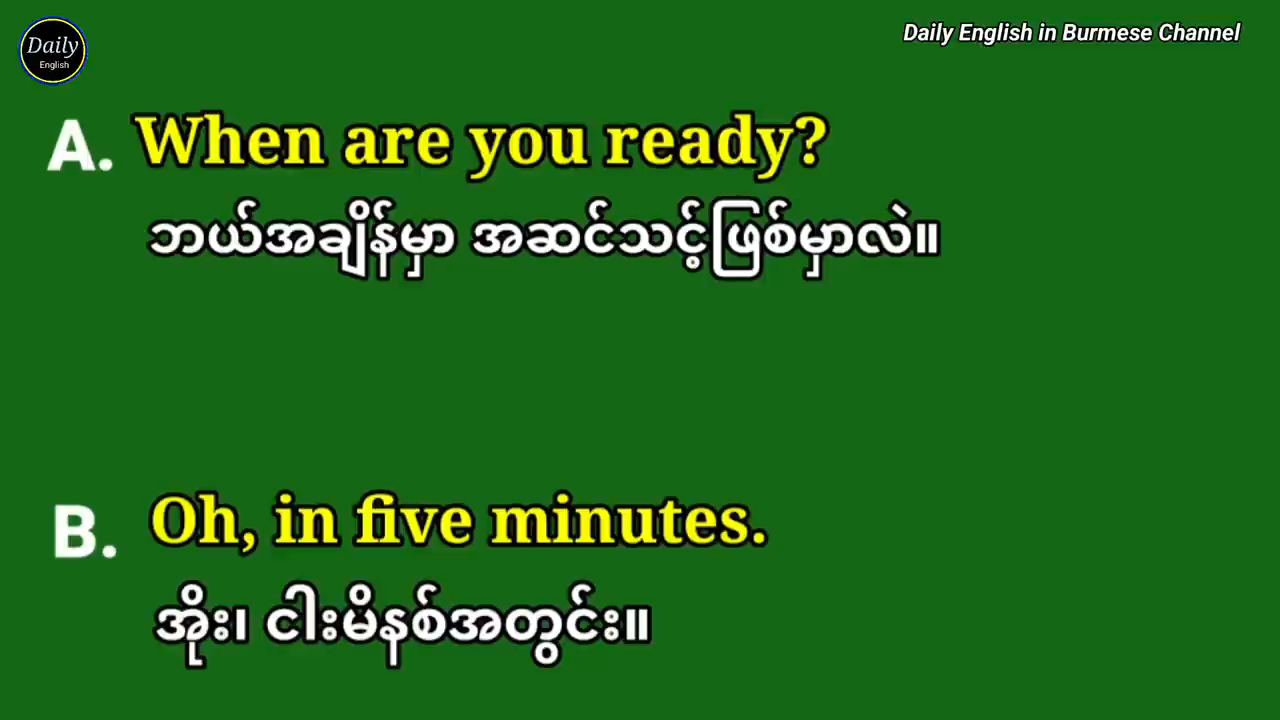 Daily
English
Daily English in Burmese Channel
A. When are you ready?
ဘယ်အချိန်မှာ အဆင်သင့်ဖြစ်မှာလဲ။
B. Oh, in five minutes.
အိုး၊ ငါးမိနစ်အတွင်း။